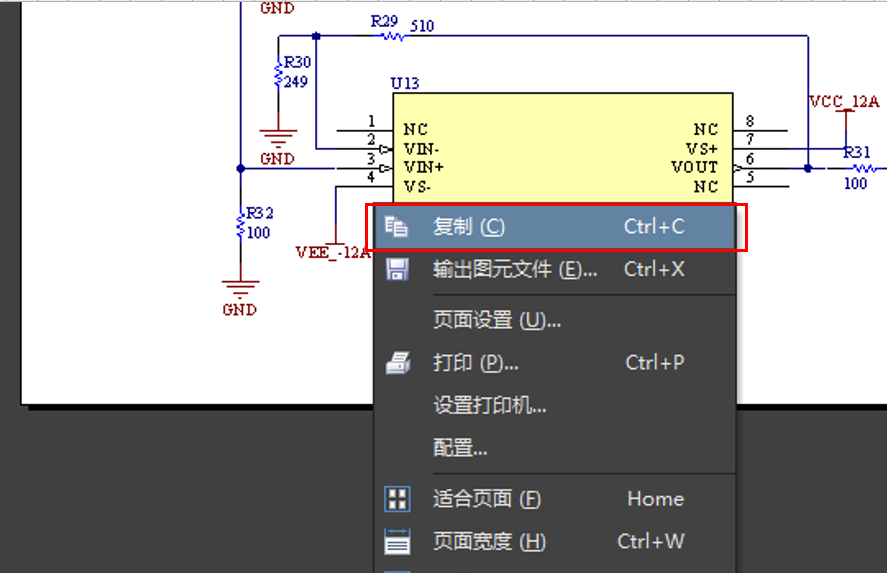 GND
R29 510
R30
249
U13
VCC_12A
1 NC NC 8
2 VIN- VS+ 7
3 VIN+ VOUT 6
4 VS- NC 5
GND
R31
100
R32
100
VEE_-12A
GND
复制 (C) Ctrl+C
输出图元文件 (E)... Ctrl+X
页面设置 (U)...
打印 (P)... Ctrl+P
设置打印机...
配置...
适合页面 (F) Home
页面宽度 (H) Ctrl+W